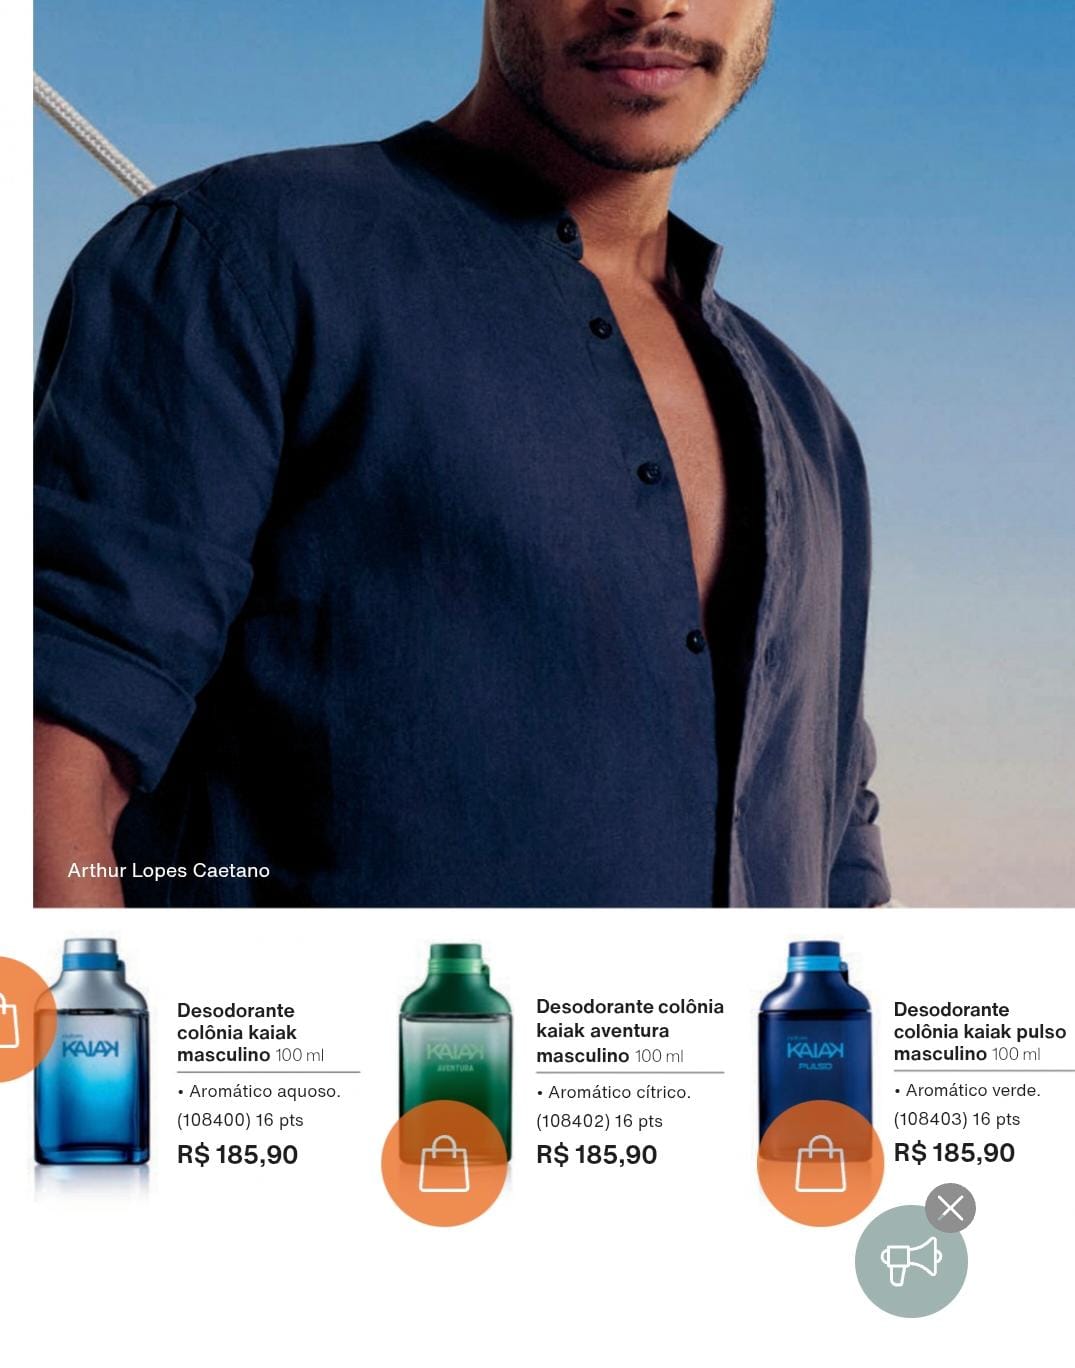 Arthur Lopes Caetano
KAIAK
Desodorante
colônia kaiak
masculino 100 ml
• Aromático aquoso.
(108400) 16 pts
R$ 185,90
KAIAK
AVENTURA
Desodorante colônia
kaiak aventura
masculino 100 ml
• Aromático cítrico.
(108402) 16 pts
R$ 185,90
KAIAK
PULSO
Desodorante
colônia kaiak pulso
masculino 100 ml
• Aromático verde.
(108403) 16 pts
R$ 185,90